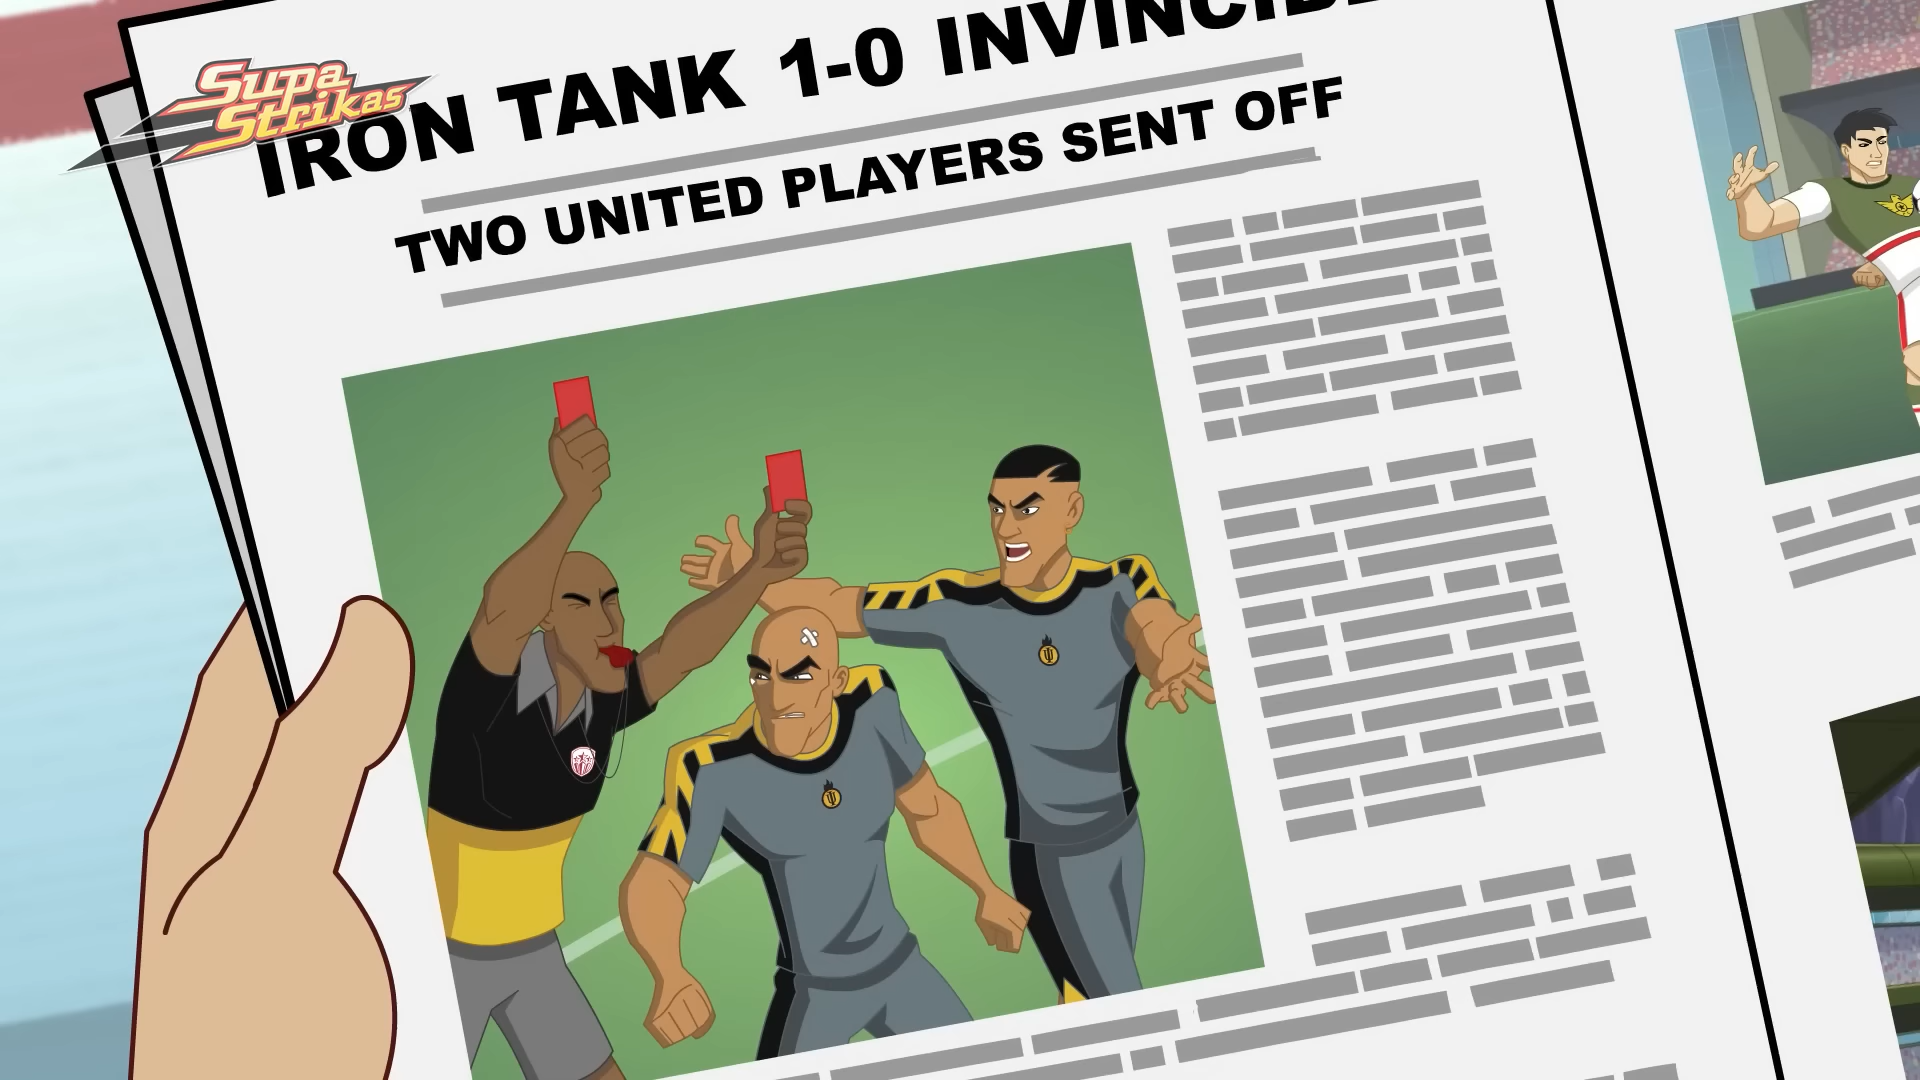 Supa
Strikas
IRON TANK 1-0
TWO UNITED PLAYERS SENT OFF